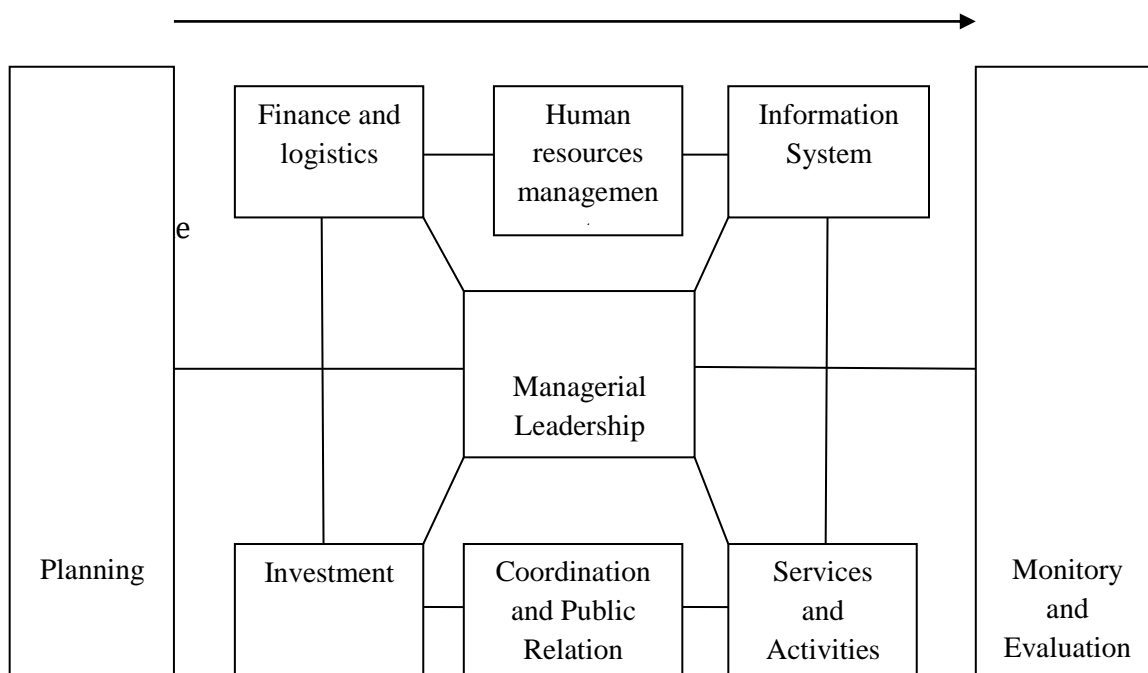 Finance and
logistics
Human
resources
managemen
Information
System
e
Managerial
Leadership
Planning
Investment
Coordination
and Public
Relation
Services
and
Activities
Monitory
and
Evaluation